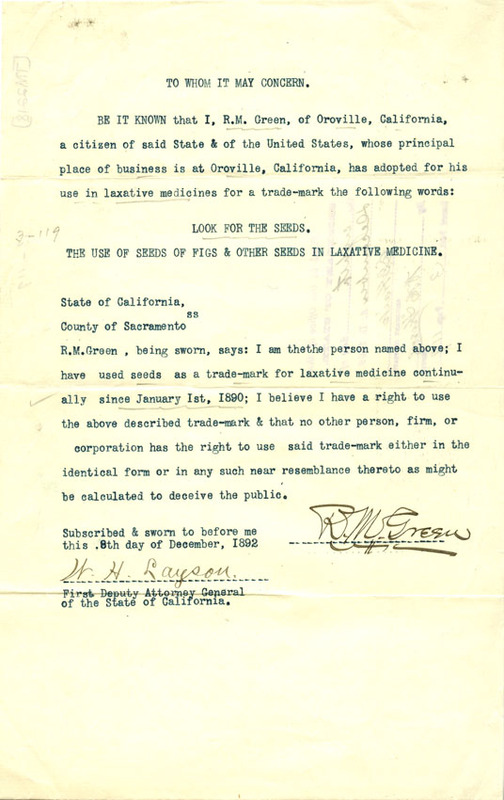 TO WHOM IT MAY CONCERN.
BE IT KNOWN that I, R.M. Green, of Oroville, California,
a citizen of said State & of the United States, whose principal
place of business is at Oroville, California, has adopted for his
use in laxative medicines for a trade-mark the following words:
3-119
LOOK FOR THE SEEDS.
THE USE OF SEEDS OF FIGS & OTHER SEEDS IN LAXATIVE MEDICINE.
State of California,
ss
County of Sacramento
R.M.Green , being sworn, says: I am thethe person named above; I
have used seeds as a trade-mark for laxative medicine continu-
ally since January 1st, 1890; I believe I have a right to use
the above described trade-mark & that no other person, firm, or
corporation has the right to use said trade-mark either in the
identical form or in any such near resemblance thereto as might
be calculated to deceive the public.
R. M. Green
Subscribed & sworn to before me
this .8th day of December, 1892
W. H. Layson.
First Deputy Attorney General
of the State of California.